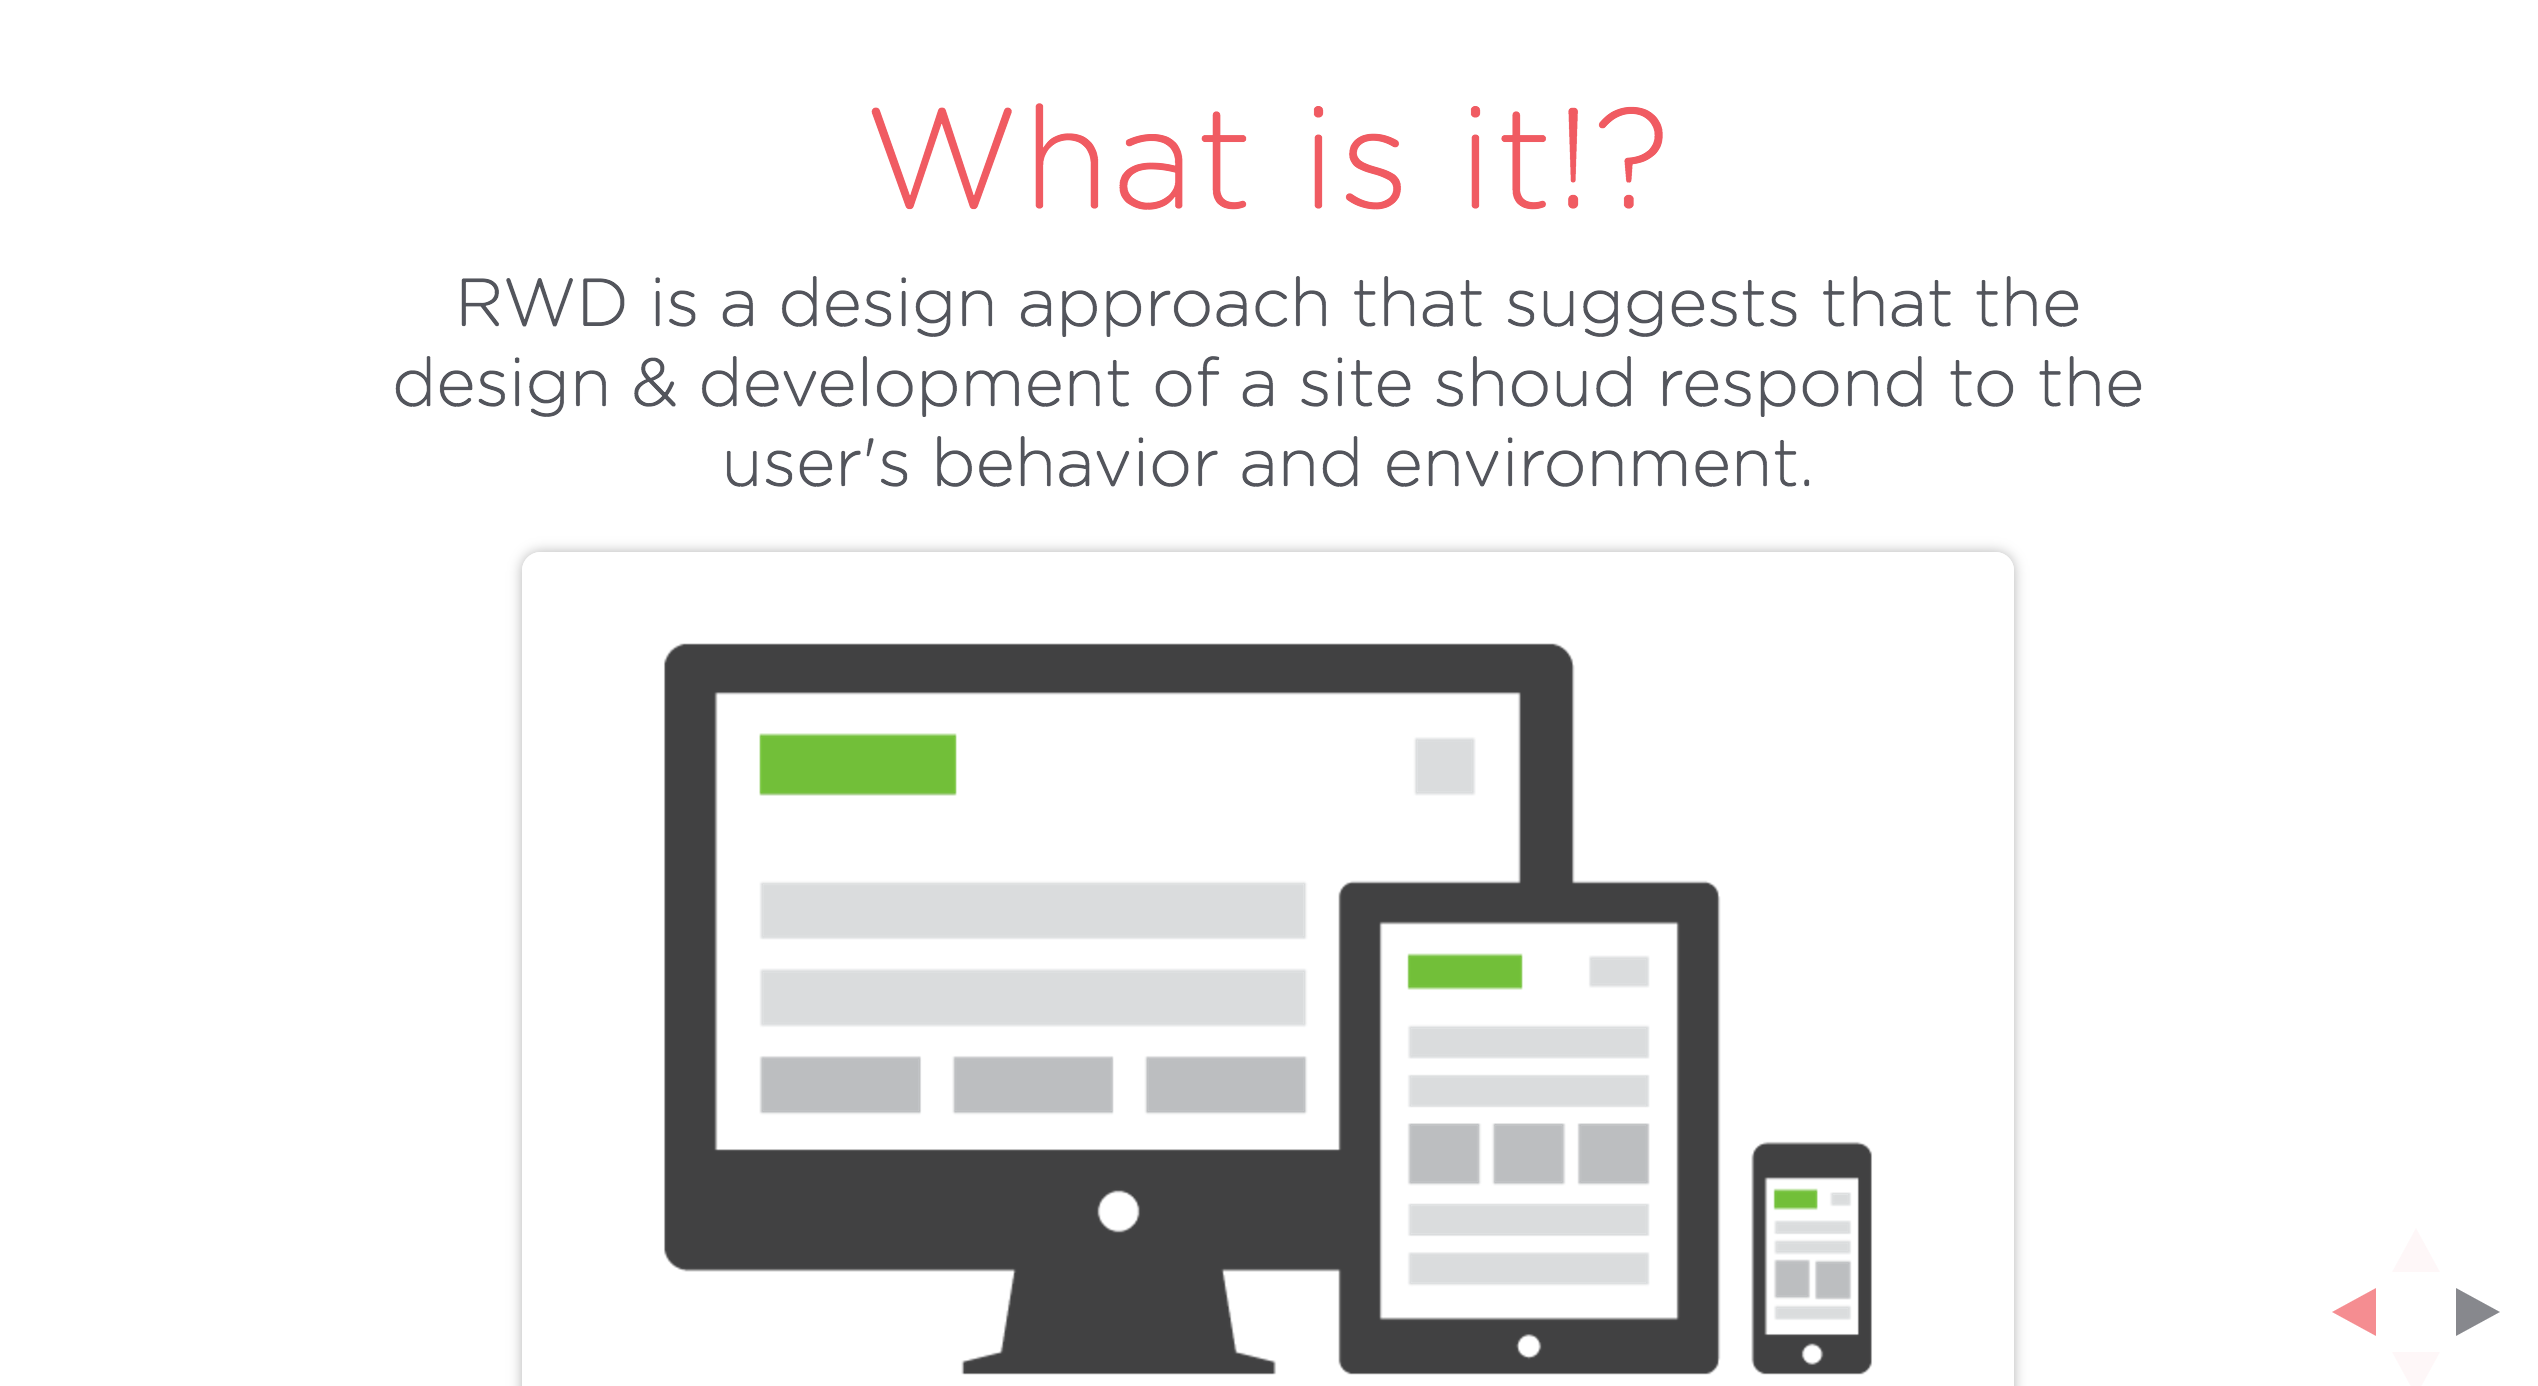 What is it!?
RWD is a design approach that suggests that the
design & development of a site shoud respond to the
user's behavior and environment.